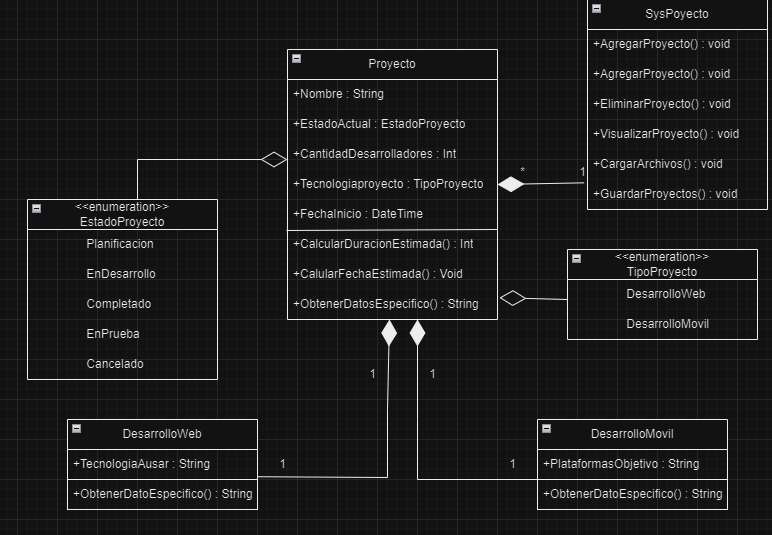 SysPoyecto
+AgregarProyecto() : void
+AgregarProyecto() : void
+EliminarProyecto() : void
+VisualizarProyecto() : void
+CargarArchivos() : void
+GuardarProyectos() : void
Proyecto
+Nombre : String
+EstadoActual : EstadoProyecto
+CantidadDesarrolladores : Int
+Tecnologiaproyecto : TipoProyecto
+FechaInicio : DateTime
+CalcularDuracionEstimada() : Int
+CalularFechaEstimada() : Void
+ObtenerDatosEspecifico() : String
*
1
<<enumeration>>
EstadoProyecto
Planificacion
EnDesarrollo
Completado
EnPrueba
Cancelado
<<enumeration>>
TipoProyecto
DesarrolloWeb
DesarrolloMovil
1
1
DesarrolloWeb
+TecnologiaAusar : String
+ObtenerDatoEspecifico() : String
1
1
DesarrolloMovil
+PlataformasObjetivo : String
+ObtenerDatoEspecifico() : String